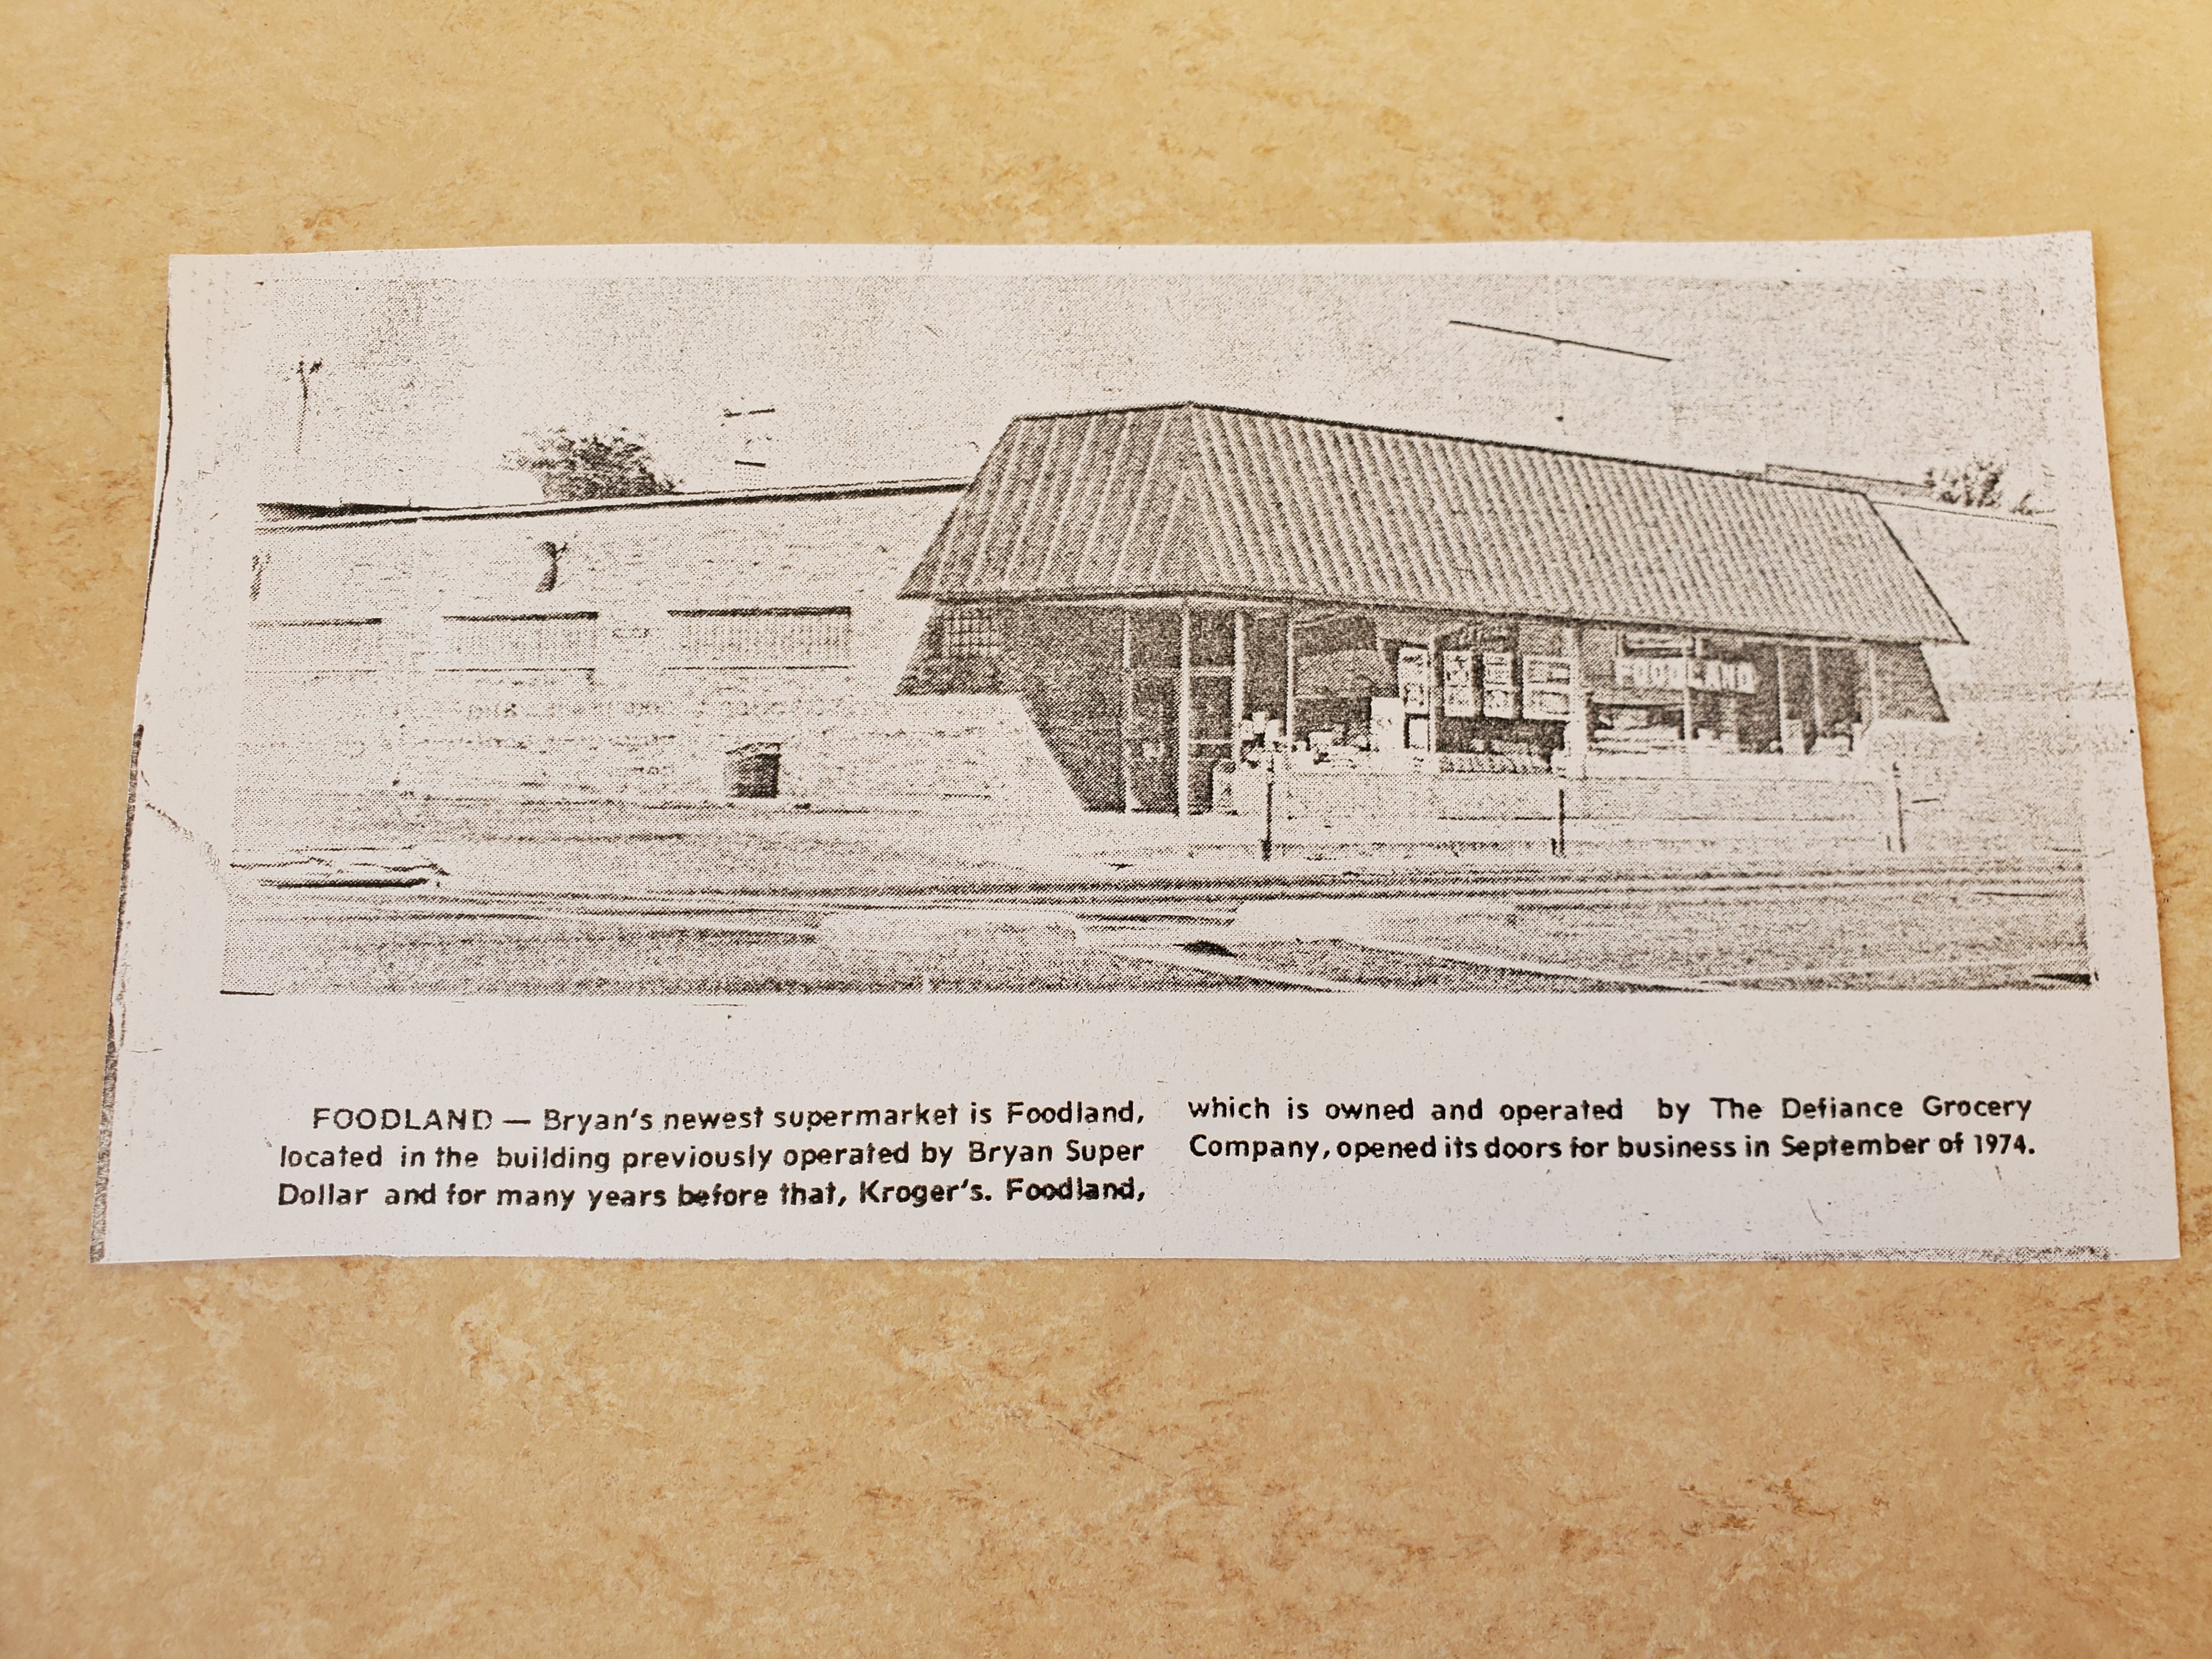 FOODLAND
FOODLAND — Bryan's newest supermarket is Foodland,
located in the building previously operated by Bryan Super
Dollar and for many years before that, Kroger's. Foodland,
which is owned and operated by The Defiance Grocery
Company, opened its doors for business in September of 1974.